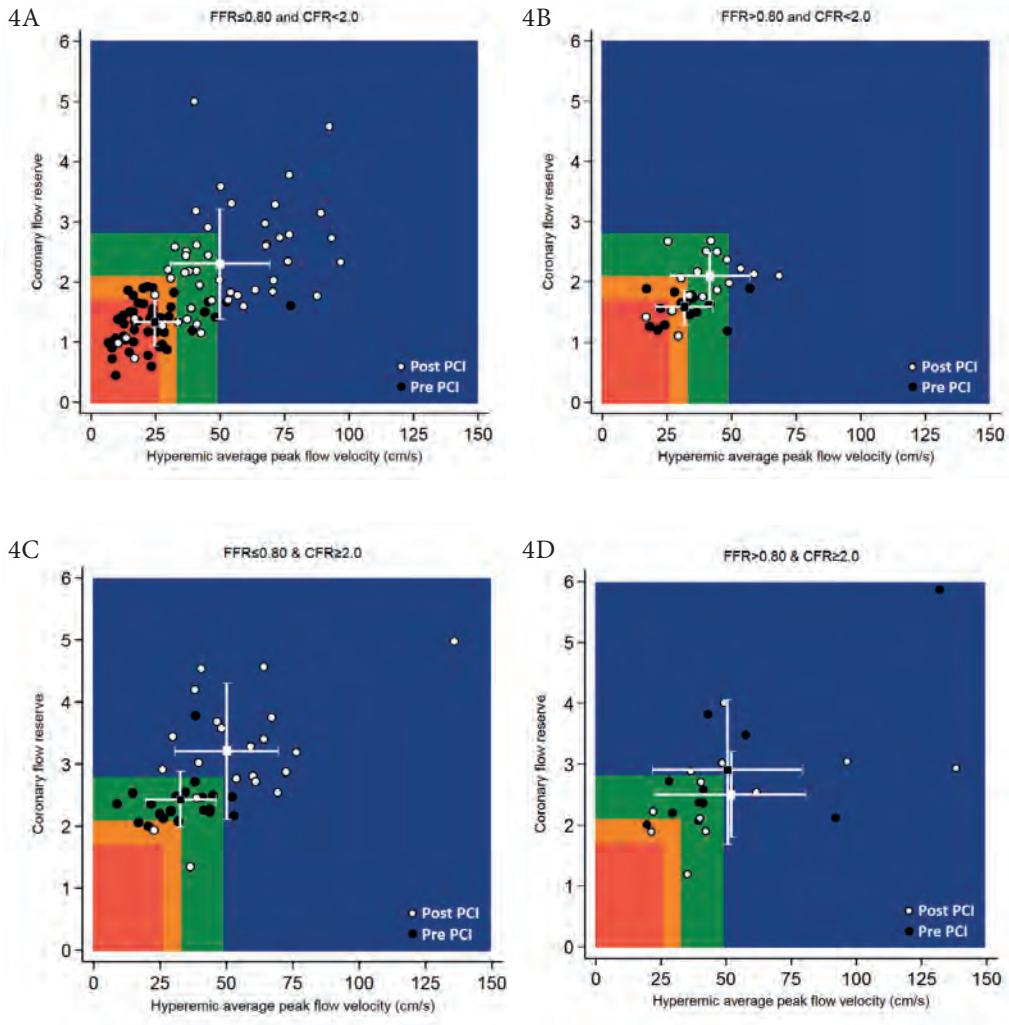 4A
FFR≤0.80 and CFR<2.0
Coronary flow reserve
6
5
4
3
2
1
0
Post PCI
Pre PCI
0 25 50 75 100 125 150
Hyperemic average peak flow velocity (cm/s)
4B
FFR>0.80 and CFR<2.0
Coronary flow reserve
6
5
4
3
2
1
0
Post PCI
Pre PCI
0 25 50 75 100 125 150
Hyperemic average peak flow velocity (cm/s)
4C
FFR≤0.80 & CFR≥2.0
Coronary flow reserve
6
5
4
3
2
1
0
Post PCI
Pre PCI
0 25 50 75 100 125 150
Hyperemic average peak flow velocity (cm/s)
4D
FFR>0.80 & CFR≥2.0
Coronary flow reserve
6
5
4
3
2
1
0
Post PCI
Pre PCI
0 25 50 75 100 125 150
Hyperemic average peak flow velocity (cm/s)